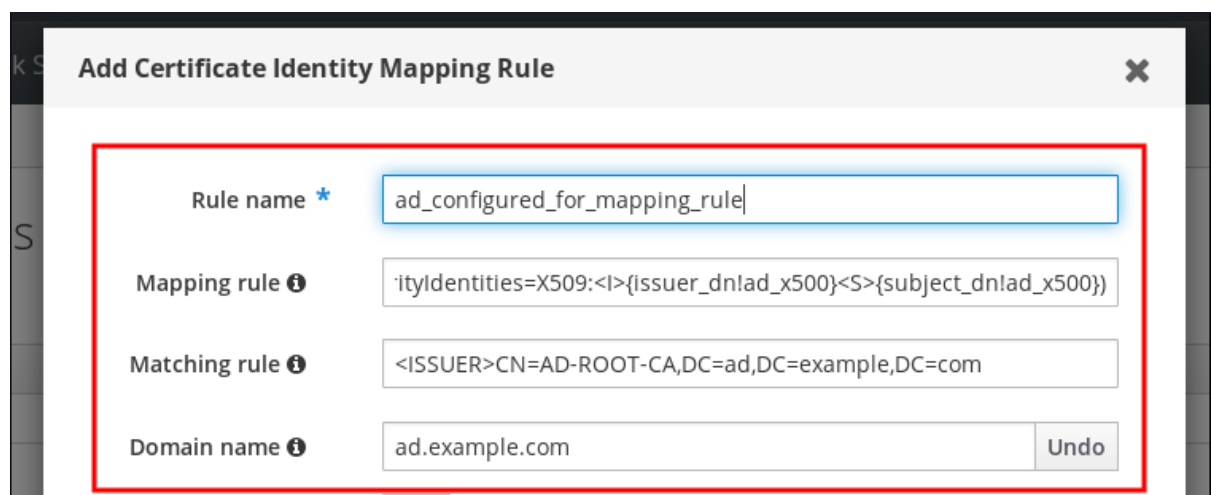 k S
Add Certificate Identity Mapping Rule
Rule name *
ad_configured_for_mapping_rule
S
Mapping rule
ityIdentities=X509:<I>{issuer_dn!ad_x500}<S>{subject_dn!ad_x500})
Matching rule
<ISSUER>CN=AD-ROOT-CA,DC=ad,DC=example,DC=com
Domain name
ad.example.com
Undo